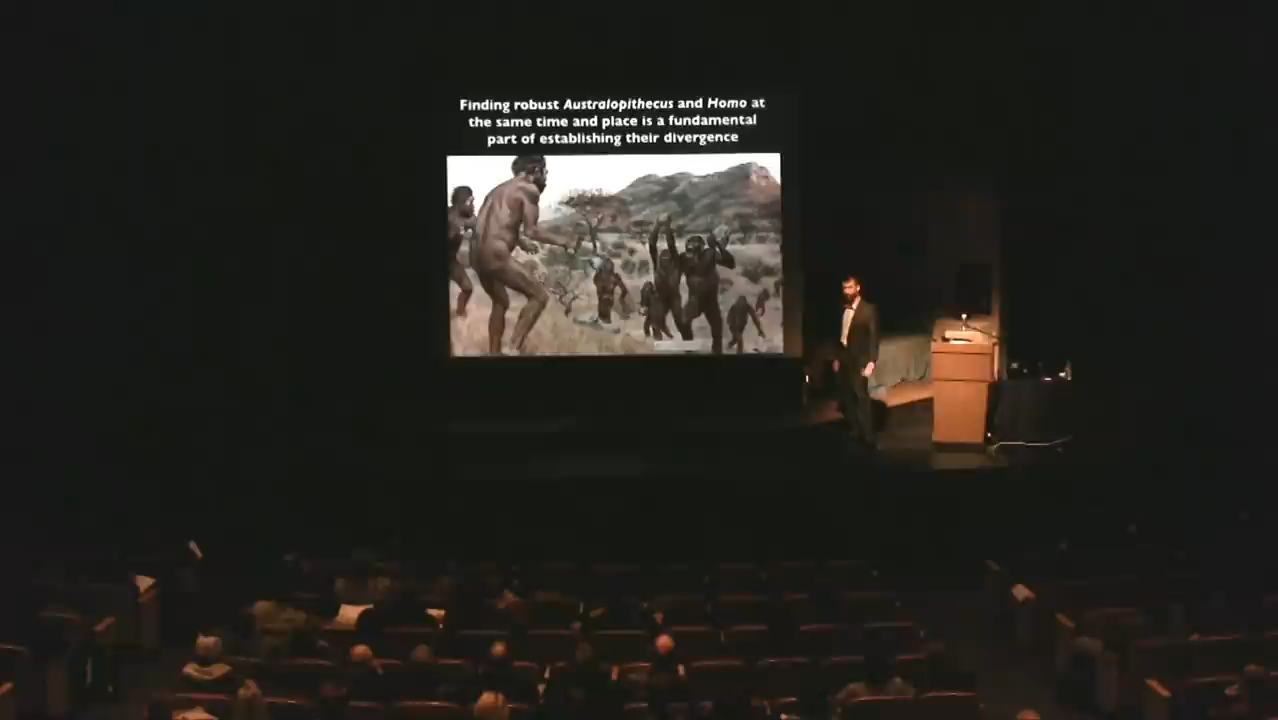 Finding robust Australopithecus and Homo at
the same time and place is a fundamental
part of establishing their divergence